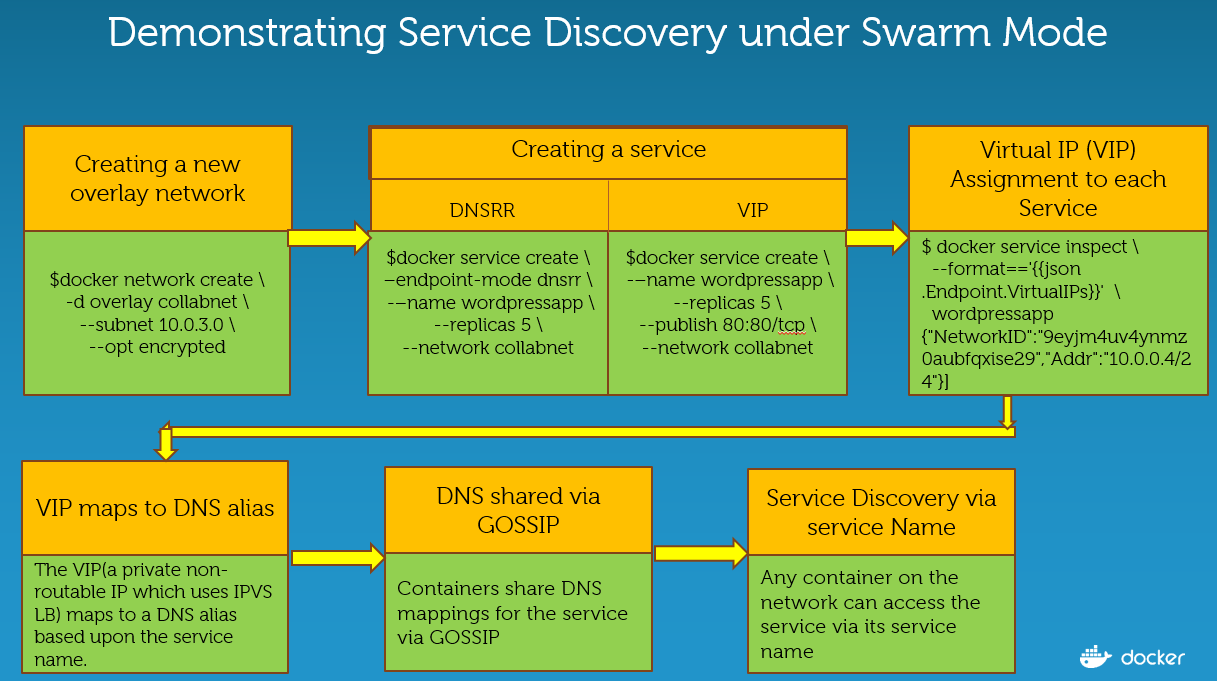 Demonstrating Service Discovery under Swarm Mode
Creating a new
overlay network
$docker network create \
-d overlay collabnet \
--subnet 10.0.3.0 \
--opt encrypted
Creating a service
DNSRR
$docker service create \
–endpoint-mode dnsrr \
-–name wordpressapp \
--replicas 5 \
--network collabnet
VIP
$docker service create \
-–name wordpressapp \
--replicas 5 \
--publish 80:80/tcp \
--network collabnet
Virtual IP (VIP)
Assignment to each
Service
$ docker service inspect \
--format=='{{json
.Endpoint.VirtualIPs}}' \
wordpressapp
{"NetworkID":"9eyjm4uv4ynmz
0aubfqxise29","Addr":"10.0.0.4/2
4"}]
VIP maps to DNS alias
The VIP(a private non-
routable IP which uses IPVS
LB) maps to a DNS alias
based upon the service
name.
DNS shared via
GOSSIP
Containers share DNS
mappings for the service
via GOSSIP
Service Discovery via
service Name
Any container on the
network can access the
service via its service
name
docker